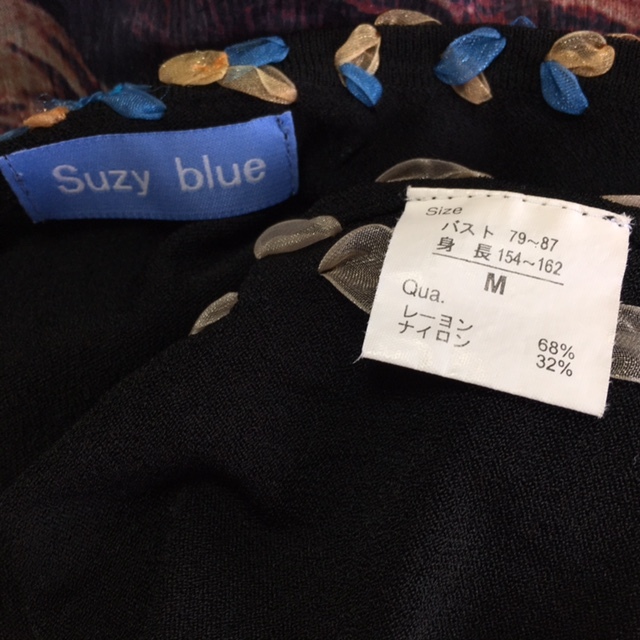 Suzy blue
Size
バスト 79~87
身 長 154~162
M
Qua.
レーヨン 68%
ナイロン 32%